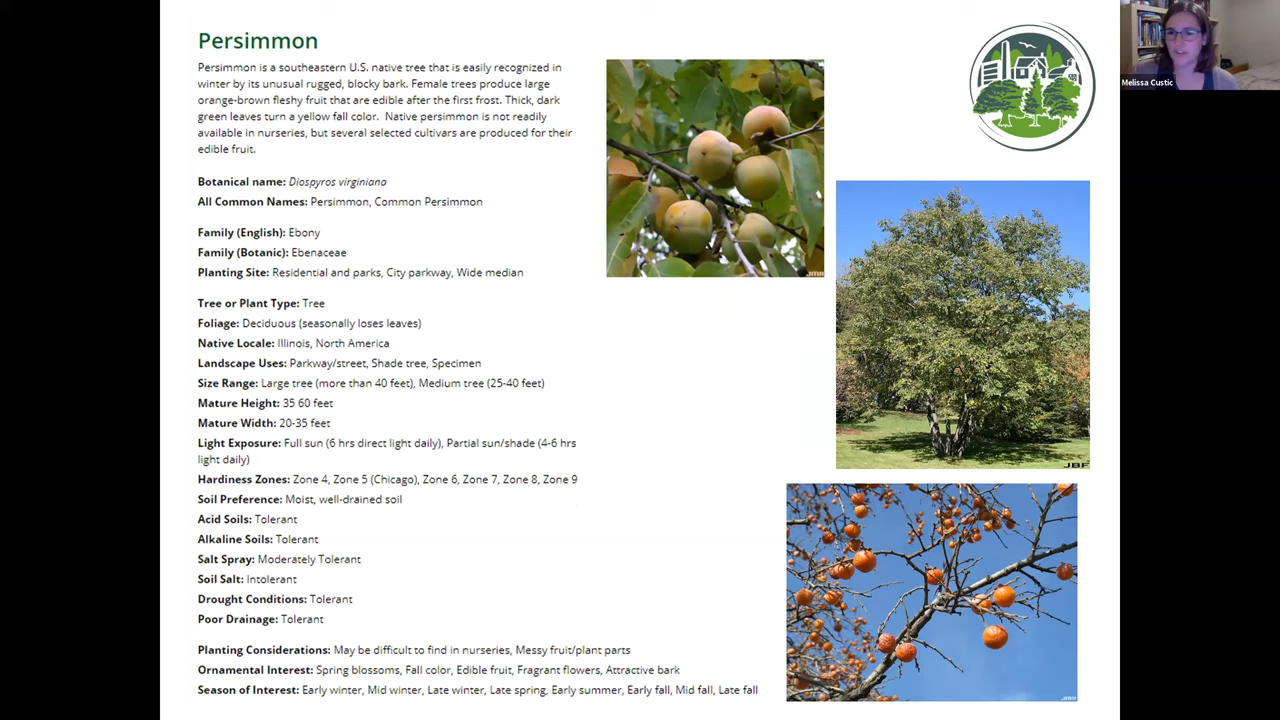 Persimmon
Persimmon is a southeastern U.S. native tree that is easily recognized in
winter by its unusual rugged, blocky bark. Female trees produce large
orange-brown fleshy fruit that are edible after the first frost. Thick, dark
green leaves turn a yellow fall color. Native persimmon is not readily
available in nurseries, but several selected cultivars are produced for their
edible fruit.
Botanical name: Diospyros virginiana
All Common Names: Persimmon, Common Persimmon
Family (English): Ebony
Family (Botanic): Ebenaceae
Planting Site: Residential and parks, City parkway, Wide median
Tree or Plant Type: Tree
Foliage: Deciduous (seasonally loses leaves)
Native Locale: Illinois, North America
Landscape Uses: Parkway/street, Shade tree, Specimen
Size Range: Large tree (more than 40 feet), Medium tree (25-40 feet)
Mature Height: 35 60 feet
Mature Width: 20-35 feet
Light Exposure: Full sun (6 hrs direct light daily), Partial sun/shade (4-6 hrs
light daily)
Hardiness Zones: Zone 4, Zone 5 (Chicago), Zone 6, Zone 7, Zone 8, Zone 9
Soil Preference: Moist, well-drained soil
Acid Soils: Tolerant
Alkaline Soils: Tolerant
Salt Spray: Moderately Tolerant
Soil Salt: Intolerant
Drought Conditions: Tolerant
Poor Drainage: Tolerant
Planting Considerations: May be difficult to find in nurseries, Messy fruit/plant parts
Ornamental Interest: Spring blossoms, Fall color, Edible fruit, Fragrant flowers, Attractive bark
Season of Interest: Early winter, Mid winter, Late winter, Late spring, Early summer, Early fall, Mid fall, Late fall
JBF
Melissa Custic